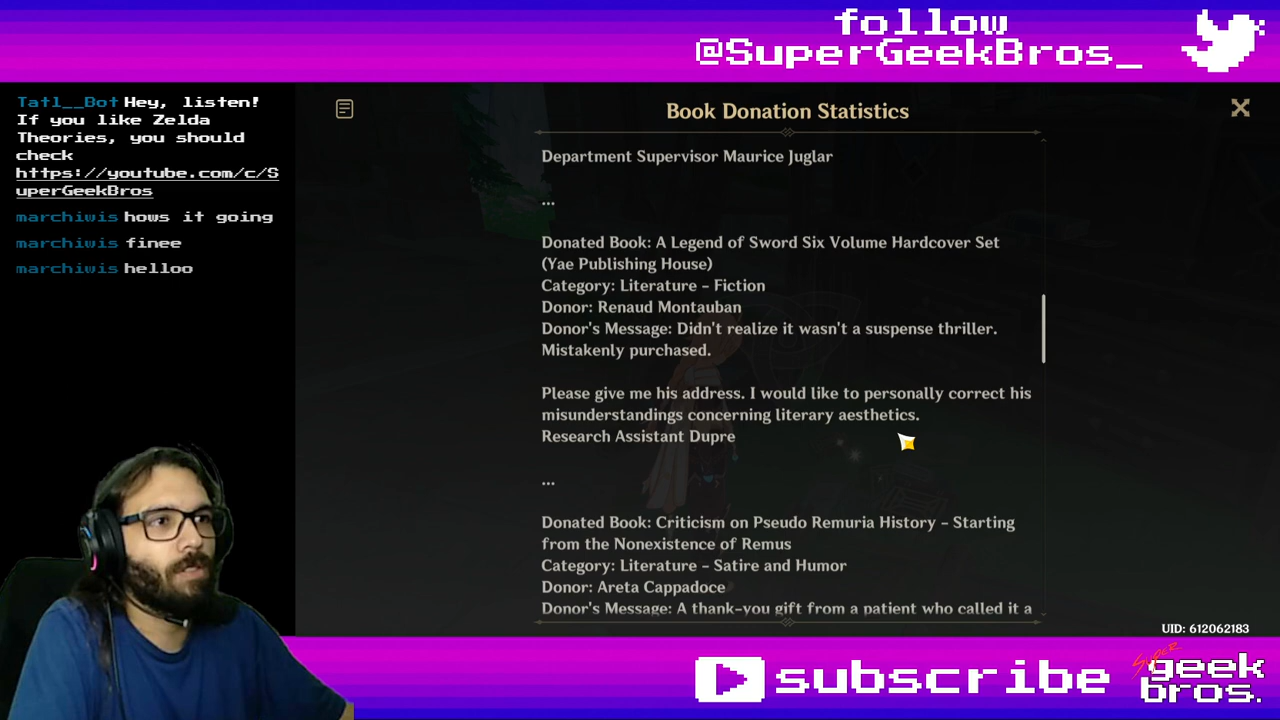 follow
@SuperGeekBros_
Tatl__Bot Hey, listen!
If you like Zelda
Theories, you should
check
https://youtube.com/c/S
uperGeekBros
marchiwis hows it going
marchiwis finee
marchiwis helloo
Book Donation Statistics
Department Supervisor Maurice Juglar
...
Donated Book: A Legend of Sword Six Volume Hardcover Set
(Yae Publishing House)
Category: Literature - Fiction
Donor: Renaud Montauban
Donor's Message: Didn't realize it wasn't a suspense thriller.
Mistakenly purchased.
Please give me his address. I would like to personally correct his
misunderstandings concerning literary aesthetics.
Research Assistant Dupre
...
Donated Book: Criticism on Pseudo Remuria History - Starting
from the Nonexistence of Remus
Category: Literature - Satire and Humor
Donor: Areta Cappadoce
Donor's Message: A thank-you gift from a patient who called it a
UID: 612062183
subscribe
super
geek
bros.